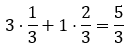 3 · 1/3 + 1 · 2/3 = 5/3